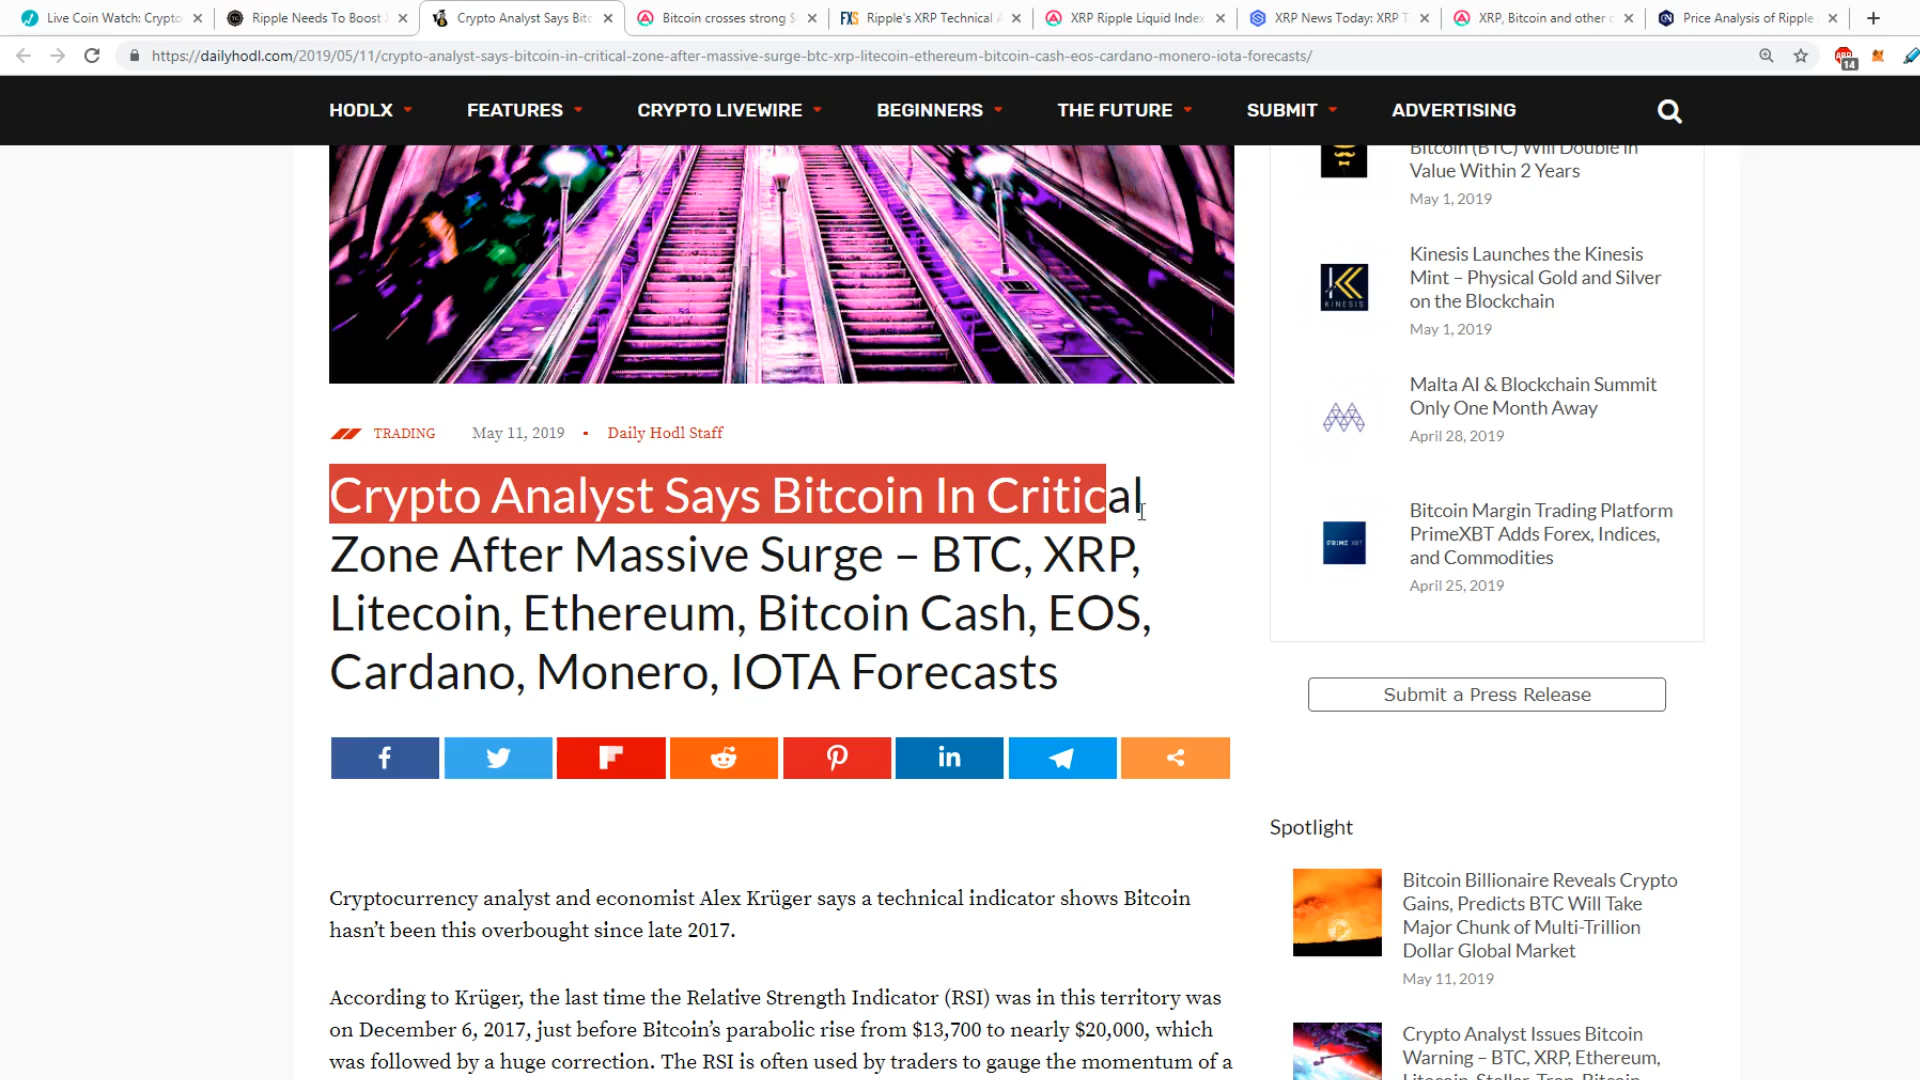 Live Coin Watch: Crypto
Ripple Needs To Boost
Crypto Analyst Says Bitc
Bitcoin crosses strong $
FXS Ripple's XRP Technical A
XRP Ripple Liquid Index
XRP News Today: XRP T
XRP, Bitcoin and other c
Price Analysis of Ripple
https://dailyhodl.com/2019/05/11/crypto-analyst-says-bitcoin-in-critical-zone-after-massive-surge-btc-xrp-litecoin-ethereum-bitcoin-cash-eos-cardano-monero-iota-forecasts/
14
HODLX FEATURES CRYPTO LIVEWIRE BEGINNERS THE FUTURE SUBMIT ADVERTISING
TRADING May 11, 2019 Daily Hodl Staff
Crypto Analyst Says Bitcoin In Critical
Zone After Massive Surge – BTC, XRP,
Litecoin, Ethereum, Bitcoin Cash, EOS,
Cardano, Monero, IOTA Forecasts
Cryptocurrency analyst and economist Alex Krüger says a technical indicator shows Bitcoin
hasn't been this overbought since late 2017.
According to Krüger, the last time the Relative Strength Indicator (RSI) was in this territory was
on December 6, 2017, just before Bitcoin's parabolic rise from $13,700 to nearly $20,000, which
was followed by a huge correction. The RSI is often used by traders to gauge the momentum of a
Bitcoin (BTC) Will Double in
Value Within 2 Years
May 1, 2019
KINESIS
Kinesis Launches the Kinesis
Mint – Physical Gold and Silver
on the Blockchain
May 1, 2019
Malta AI & Blockchain Summit
Only One Month Away
April 28, 2019
PRIME XBT
Bitcoin Margin Trading Platform
PrimeXBT Adds Forex, Indices,
and Commodities
April 25, 2019
Submit a Press Release
Spotlight
Bitcoin Billionaire Reveals Crypto
Gains, Predicts BTC Will Take
Major Chunk of Multi-Trillion
Dollar Global Market
May 11, 2019
Crypto Analyst Issues Bitcoin
Warning – BTC, XRP, Ethereum,
Litecoin, Stellar, Tron, Bitcoin